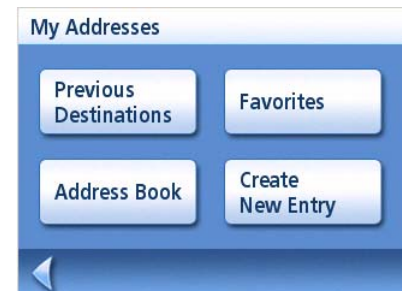 My Addresses
Previous
Destinations
Favorites
Address Book
Create
New Entry